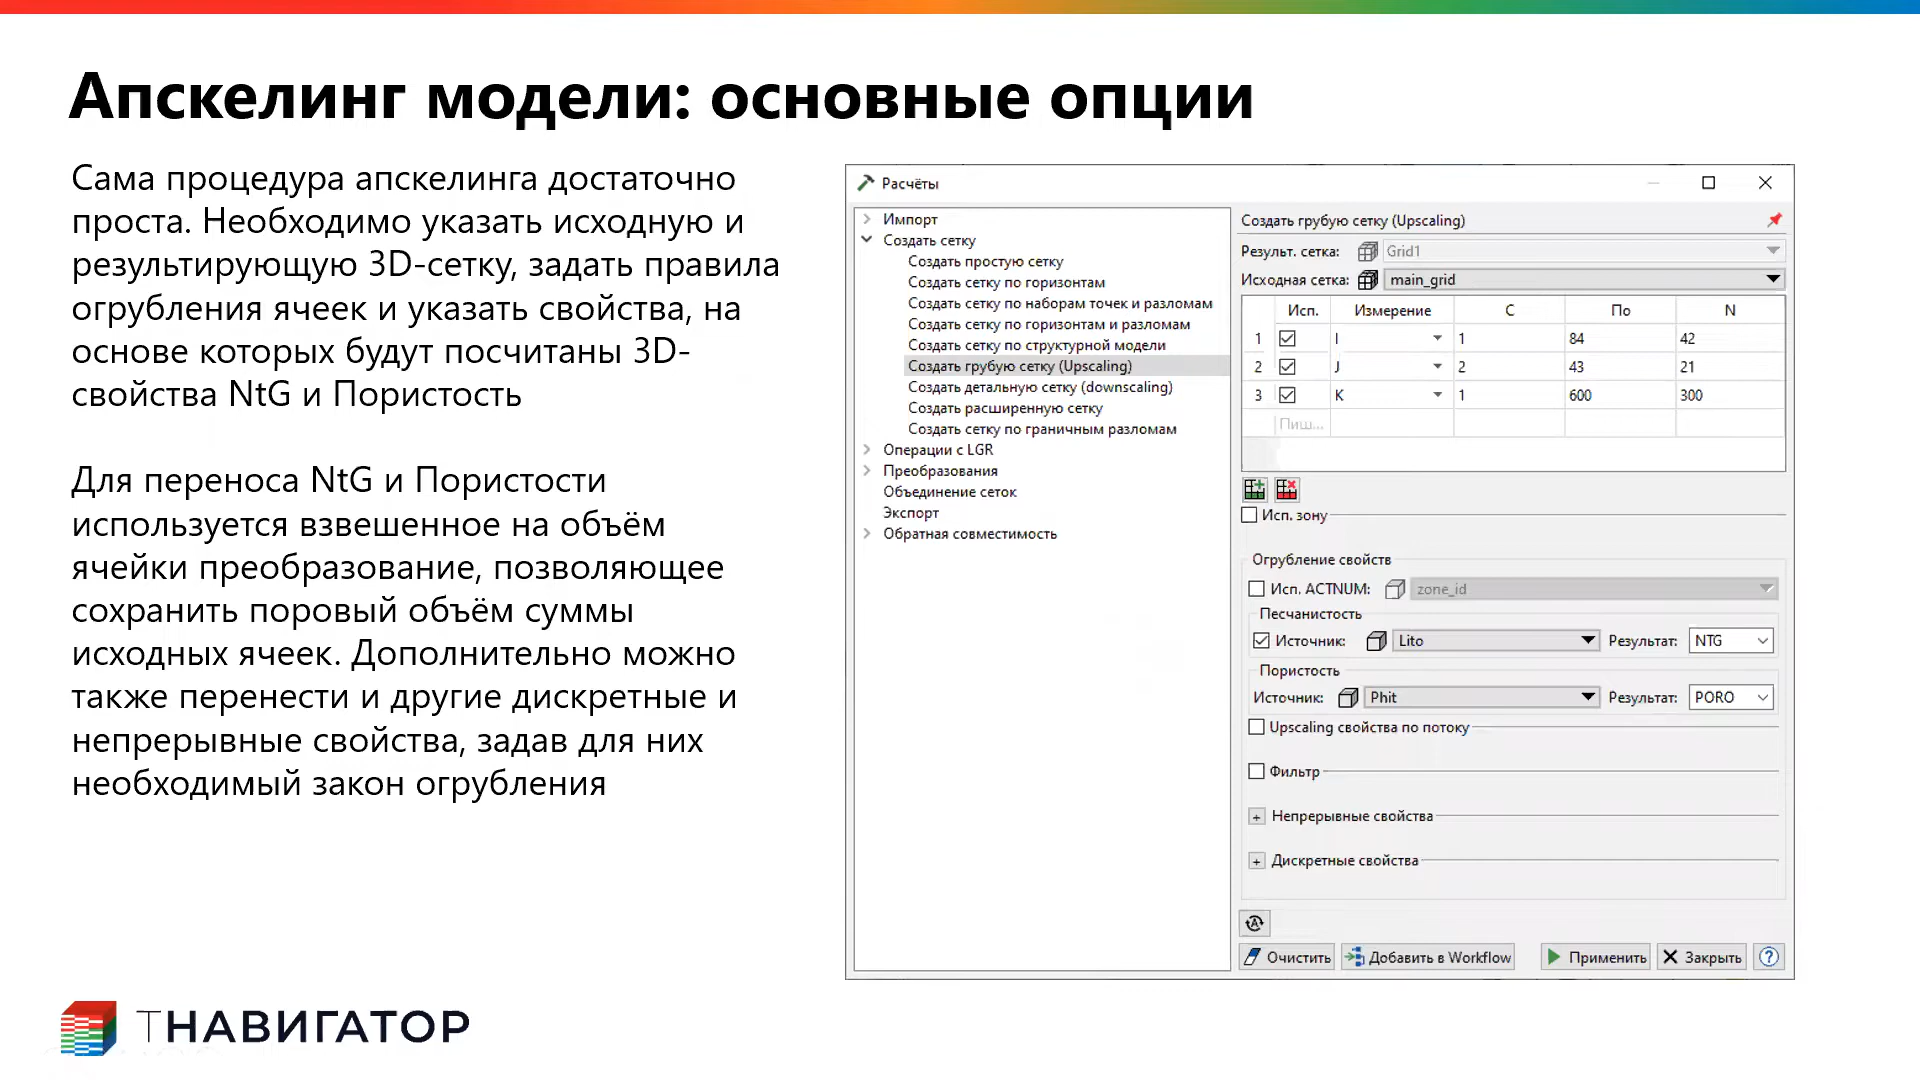 Апскелинг модели: основные опции
Сама процедура апскелинга достаточно
проста. Необходимо указать исходную и
результирующую 3D-сетку, задать правила
огрубления ячеек и указать свойства, на
основе которых будут посчитаны 3D-
свойства NtG и Пористость
Для переноса NtG и Пористости
используется взвешенное на объём
ячейки преобразование, позволяющее
сохранить поровый объём суммы
исходных ячеек. Дополнительно можно
также перенести и другие дискретные и
непрерывные свойства, задав для них
необходимый закон огрубления
Расчёты
Импорт
Создать сетку
Создать простую сетку
Создать сетку по горизонтам
Создать сетку по наборам точек и разломам
Создать сетку по горизонтам и разломам
Создать сетку по структурной модели
Создать грубую сетку (Upscaling)
Создать детальную сетку (downscaling)
Создать расширенную сетку
Создать сетку по граничным разломам
Операции с LGR
Преобразования
Объединение сеток
Экспорт
Обратная совместимость
Создать грубую сетку (Upscaling)
Результ. сетка: Grid1
Исходная сетка: main_grid
Исп. Измерение С По N
1 I 1 84 42
2 J 2 43 21
3 K 1 600 300
Пиш...
Исп. зону
Огрубление свойств
Исп. ACTNUM: zone_id
Песчанистость
Источник: Lito Результат: NTG
Пористость
Источник: Phit Результат: PORO
Upscaling свойства по потоку
Фильтр
Непрерывные свойства
Дискретные свойства
Очистить Добавить в Workflow Применить Закрыть
тНАВИГАТОР